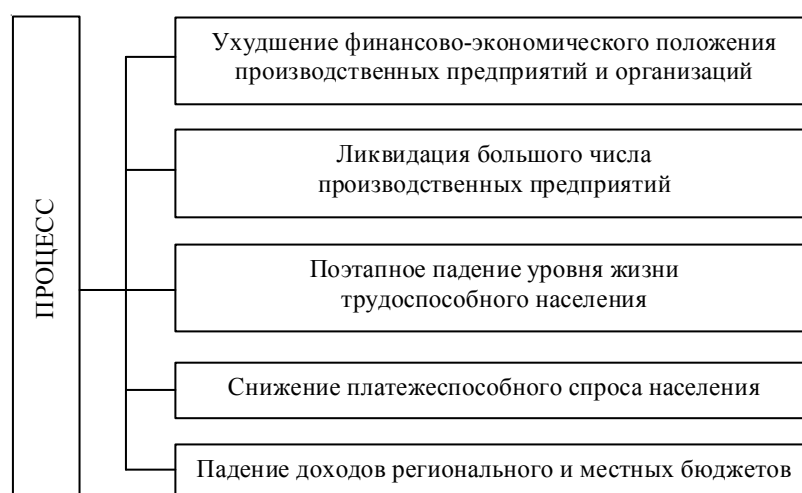 ПРОЦЕСС
Ухудшение финансово-экономического положения
производственных предприятий и организаций
Ликвидация большого числа
производственных предприятий
Поэтапное падение уровня жизни
трудоспособного населения
Снижение платежеспособного спроса населения
Падение доходов регионального и местных бюджетов